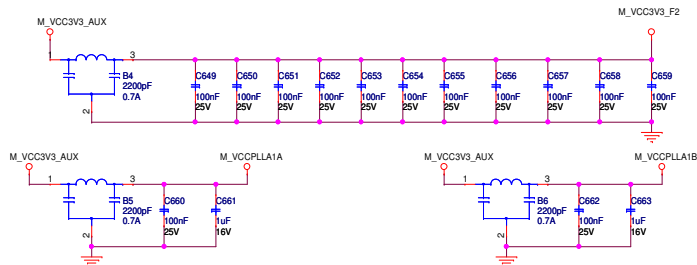 M_VCC3V3_AUX
M_VCC3V3_F2
1
3
B4
2200pF
0.7A
2
C649
100nF
25V
C650
100nF
25V
C651
100nF
25V
C652
100nF
25V
C653
100nF
25V
C654
100nF
25V
C655
100nF
25V
C656
100nF
25V
C657
100nF
25V
C658
100nF
25V
C659
100nF
25V
M_VCC3V3_AUX
M_VCCPLLA1A
1
3
B5
2200pF
0.7A
2
C660
100nF
25V
C661
1uF
16V
M_VCC3V3_AUX
M_VCCPLLA1B
1
3
B6
2200pF
0.7A
2
C662
100nF
25V
C663
1uF
16V